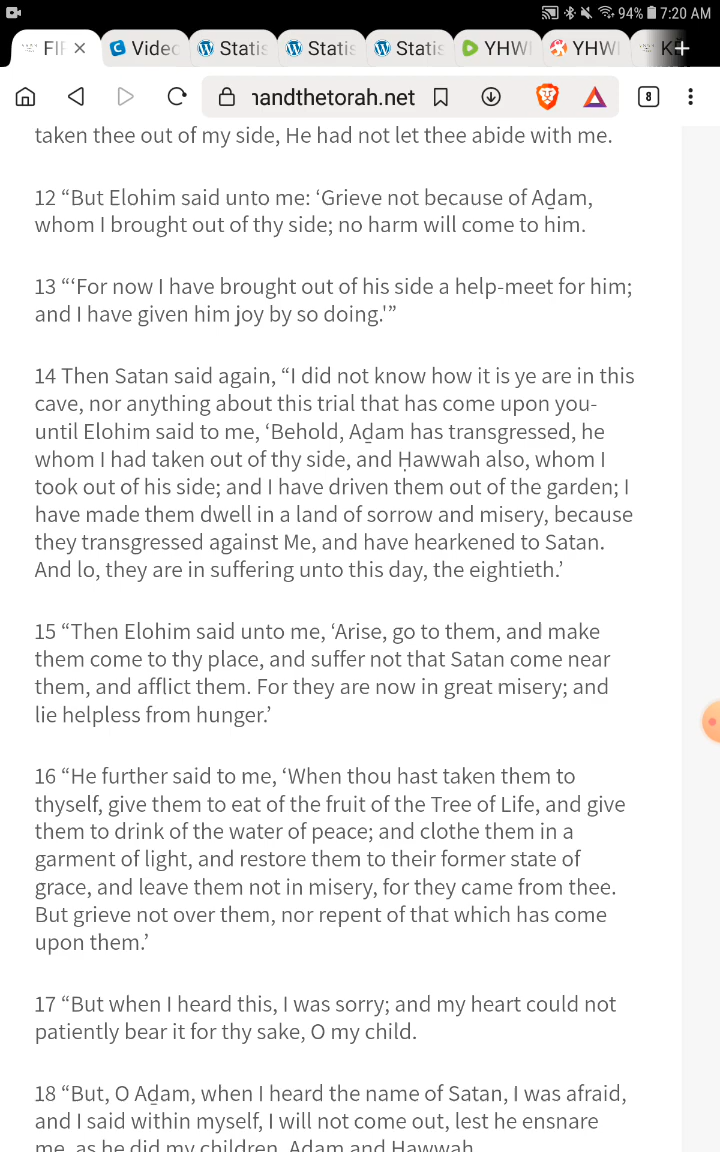 94% 7:20 AM
FIF Videc Statis Statis Statis YHWI YHWI K
handthetorah.net 8
taken thee out of my side, He had not let thee abide with me.
12 “But Elohim said unto me: ‘Grieve not because of Aḏam,
whom I brought out of thy side; no harm will come to him.
13 “‘For now I have brought out of his side a help-meet for him;
and I have given him joy by so doing.'”
14 Then Satan said again, “I did not know how it is ye are in this
cave, nor anything about this trial that has come upon you-
until Elohim said to me, ‘Behold, Aḏam has transgressed, he
whom I had taken out of thy side, and Ḥawwah also, whom I
took out of his side; and I have driven them out of the garden; I
have made them dwell in a land of sorrow and misery, because
they transgressed against Me, and have hearkened to Satan.
And lo, they are in suffering unto this day, the eightieth.’
15 “Then Elohim said unto me, ‘Arise, go to them, and make
them come to thy place, and suffer not that Satan come near
them, and afflict them. For they are now in great misery; and
lie helpless from hunger.’
16 “He further said to me, ‘When thou hast taken them to
thyself, give them to eat of the fruit of the Tree of Life, and give
them to drink of the water of peace; and clothe them in a
garment of light, and restore them to their former state of
grace, and leave them not in misery, for they came from thee.
But grieve not over them, nor repent of that which has come
upon them.’
17 “But when I heard this, I was sorry; and my heart could not
patiently bear it for thy sake, O my child.
18 “But, O Aḏam, when I heard the name of Satan, I was afraid,
and I said within myself, I will not come out, lest he ensnare
me, as he did my children, Adam and Hawwah